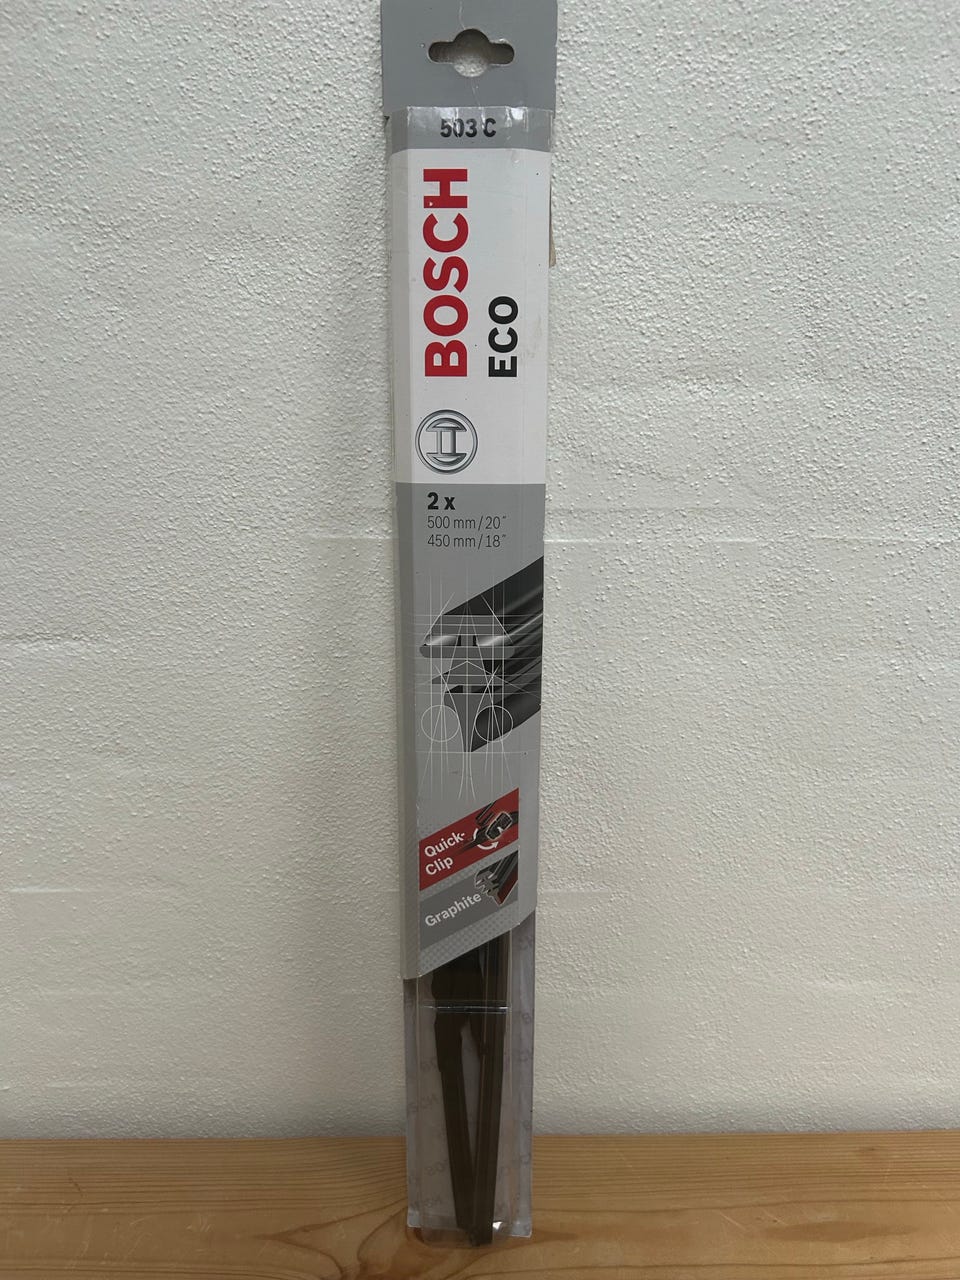 503 C
BOSCH
ECO
2 x
500 mm / 20"
450 mm / 18"
Quick-
Clip
Graphite